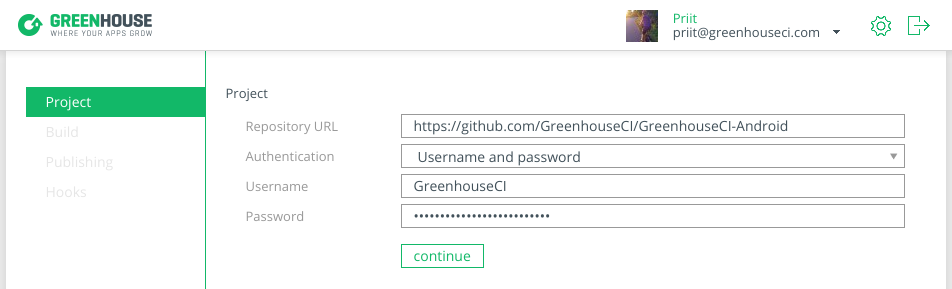 GREENHOUSE
WHERE YOUR APPS GROW
Priit
priit@greenhouseci.com
Project
Build
Publishing
Hooks
Project
Repository URL https://github.com/GreenhouseCI/GreenhouseCI-Android
Authentication Username and password
Username GreenhouseCI
Password ••••••••••••••••••••••••••
continue